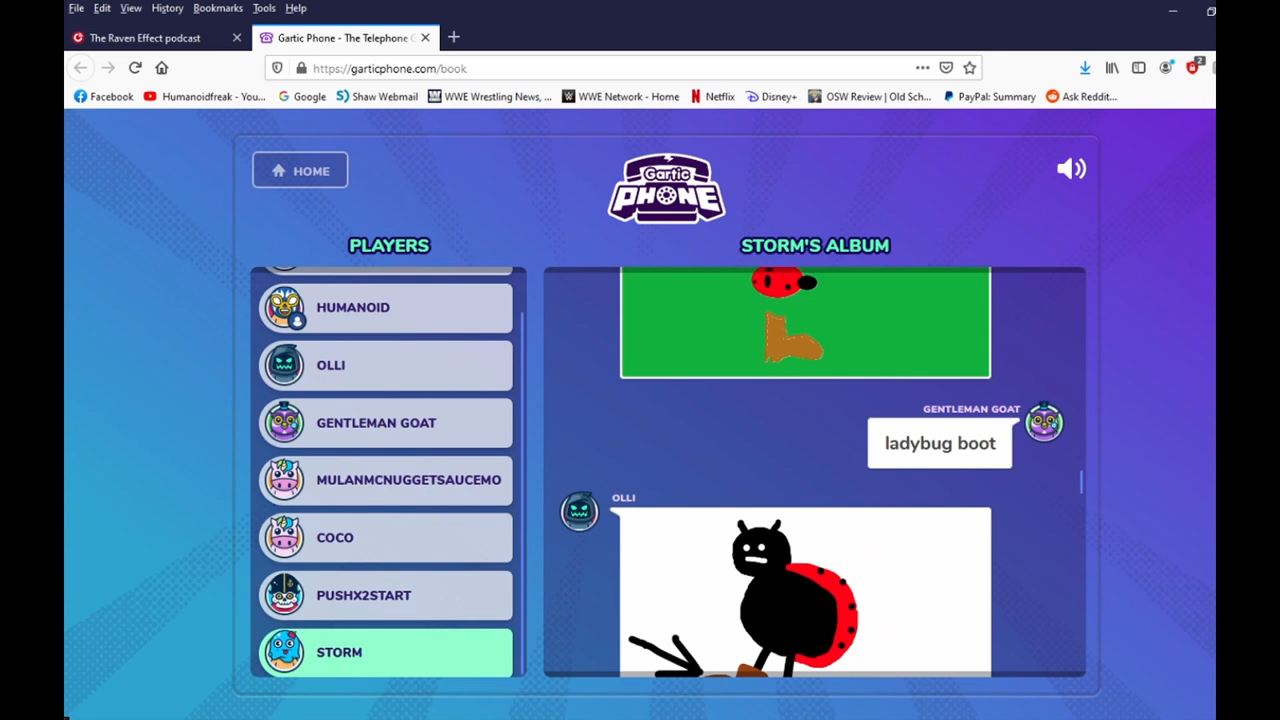 File Edit View History Bookmarks Tools Help
The Raven Effect podcast
Gartic Phone - The Telephone G
https://garticphone.com/book
Facebook
Humanoidfreak - You...
Google
Shaw Webmail
WWE Wrestling News, ...
WWE Network - Home
Netflix
Disney+
OSW Review | Old Sch...
PayPal: Summary
Ask Reddit...
2
HOME
Gartic
PHONE
PLAYERS
STORM'S ALBUM
HUMANOID
OLLI
GENTLEMAN GOAT
MULANMCNUGGETSAUCEMO
COCO
PUSHX2START
STORM
GENTLEMAN GOAT
ladybug boot
OLLI